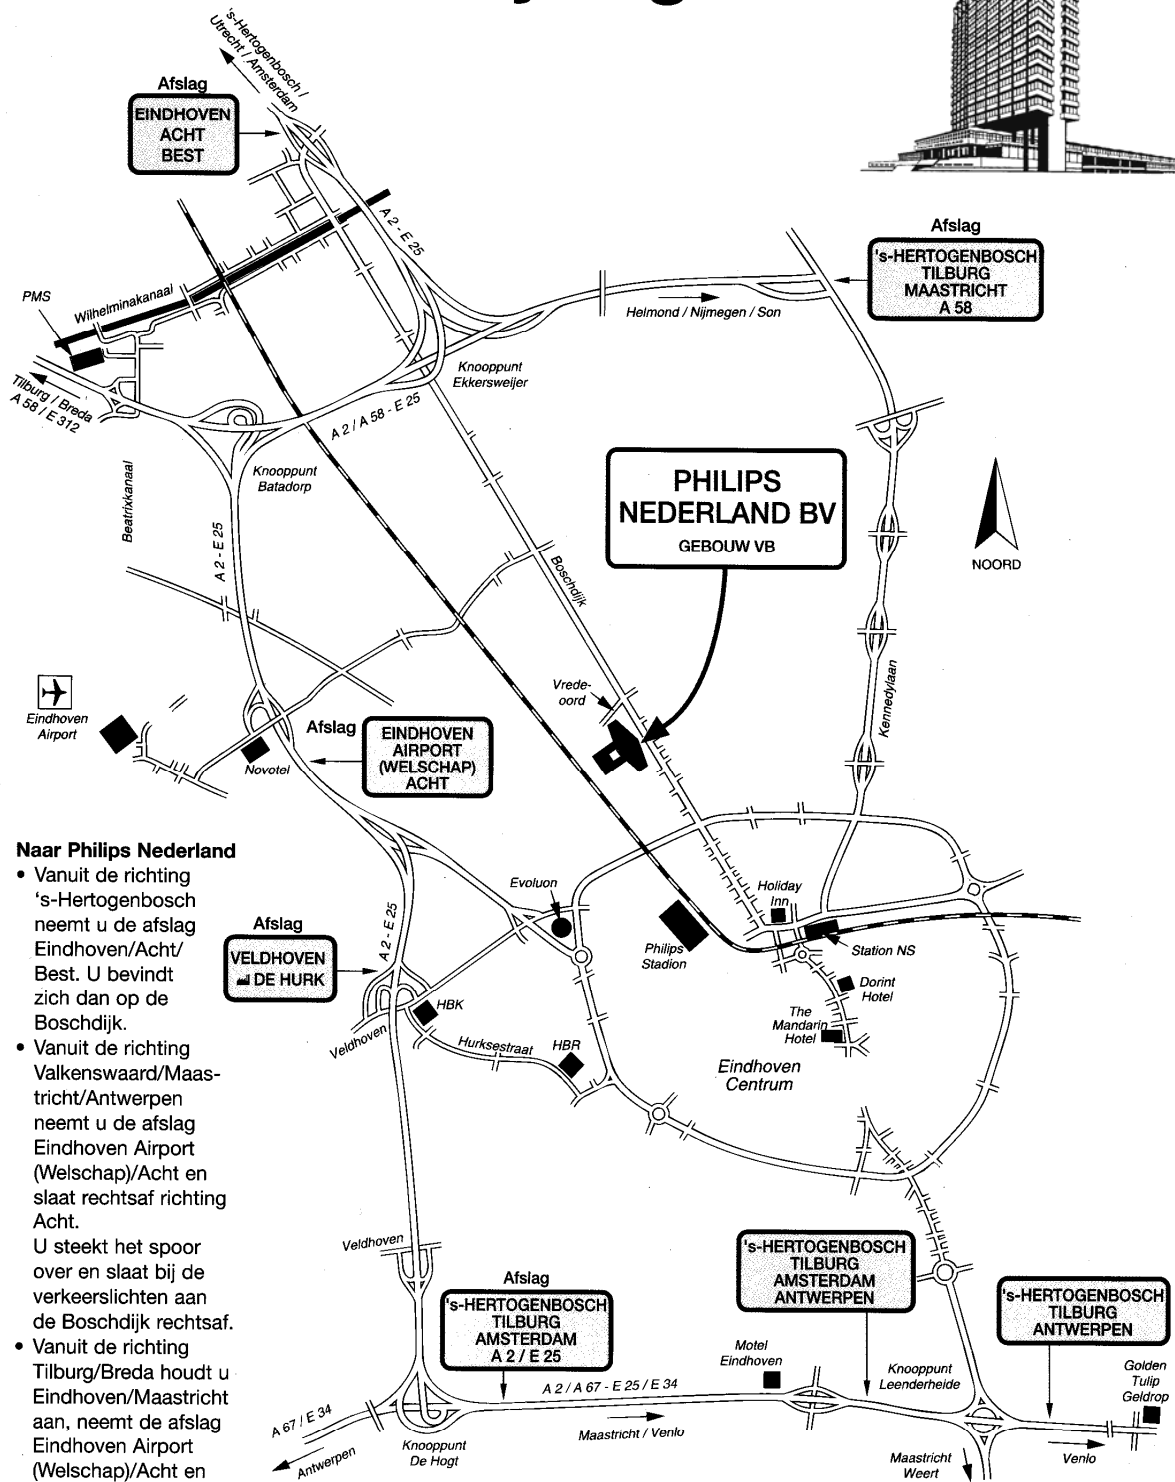 's-Hertogenbosch /
Utrecht / Amsterdam
Afslag
EINDHOVEN
ACHT
BEST
A 2 - E 25
Afslag
's-HERTOGENBOSCH
TILBURG
MAASTRICHT
A 58
PMS
Wilhelminakanaal
Helmond / Nijmegen / Son
Knooppunt
Ekkersweijer
Tilburg / Breda
A 58 / E 312
A 2 / A 58 - E 25
Knooppunt
Batadorp
Beatrixkanaal
A 2 - E 25
PHILIPS
NEDERLAND BV
GEBOUW VB
NOORD
Boschdijk
Vrede-
oord
Kennedylaan
Eindhoven
Airport
Novotel
Afslag
EINDHOVEN
AIRPORT
(WELSCHAP)
ACHT
Naar Philips Nederland
• Vanuit de richting
's-Hertogenbosch
neemt u de afslag
Eindhoven/Acht/
Best. U bevindt
zich dan op de
Boschdijk.
• Vanuit de richting
Valkenswaard/Maas-
tricht/Antwerpen
neemt u de afslag
Eindhoven Airport
(Welschap)/Acht en
slaat rechtsaf richting
Acht.
U steekt het spoor
over en slaat bij de
verkeerslichten aan
de Boschdijk rechtsaf.
• Vanuit de richting
Tilburg/Breda houdt u
Eindhoven/Maastricht
aan, neemt de afslag
Eindhoven Airport
(Welschap)/Acht en
Evoluon
Holiday
Inn
Philips
Stadion
Station NS
Dorint
Hotel
The
Mandarin
Hotel
Eindhoven
Centrum
Afslag
VELDHOVEN
DE HURK
A 2 - E 25
HBK
Veldhoven
Hurksestraat
HBR
Veldhoven
Afslag
's-HERTOGENBOSCH
TILBURG
AMSTERDAM
A 2 / E 25
's-HERTOGENBOSCH
TILBURG
AMSTERDAM
ANTWERPEN
's-HERTOGENBOSCH
TILBURG
ANTWERPEN
Motel
Eindhoven
Knooppunt
Leenderheide
Golden
Tulip
Geldrop
A 2 / A 67 - E 25 / E 34
A 67 / E 34
Antwerpen
Knooppunt
De Hogt
Maastricht / Venlo
Maastricht
Weert
Venlo